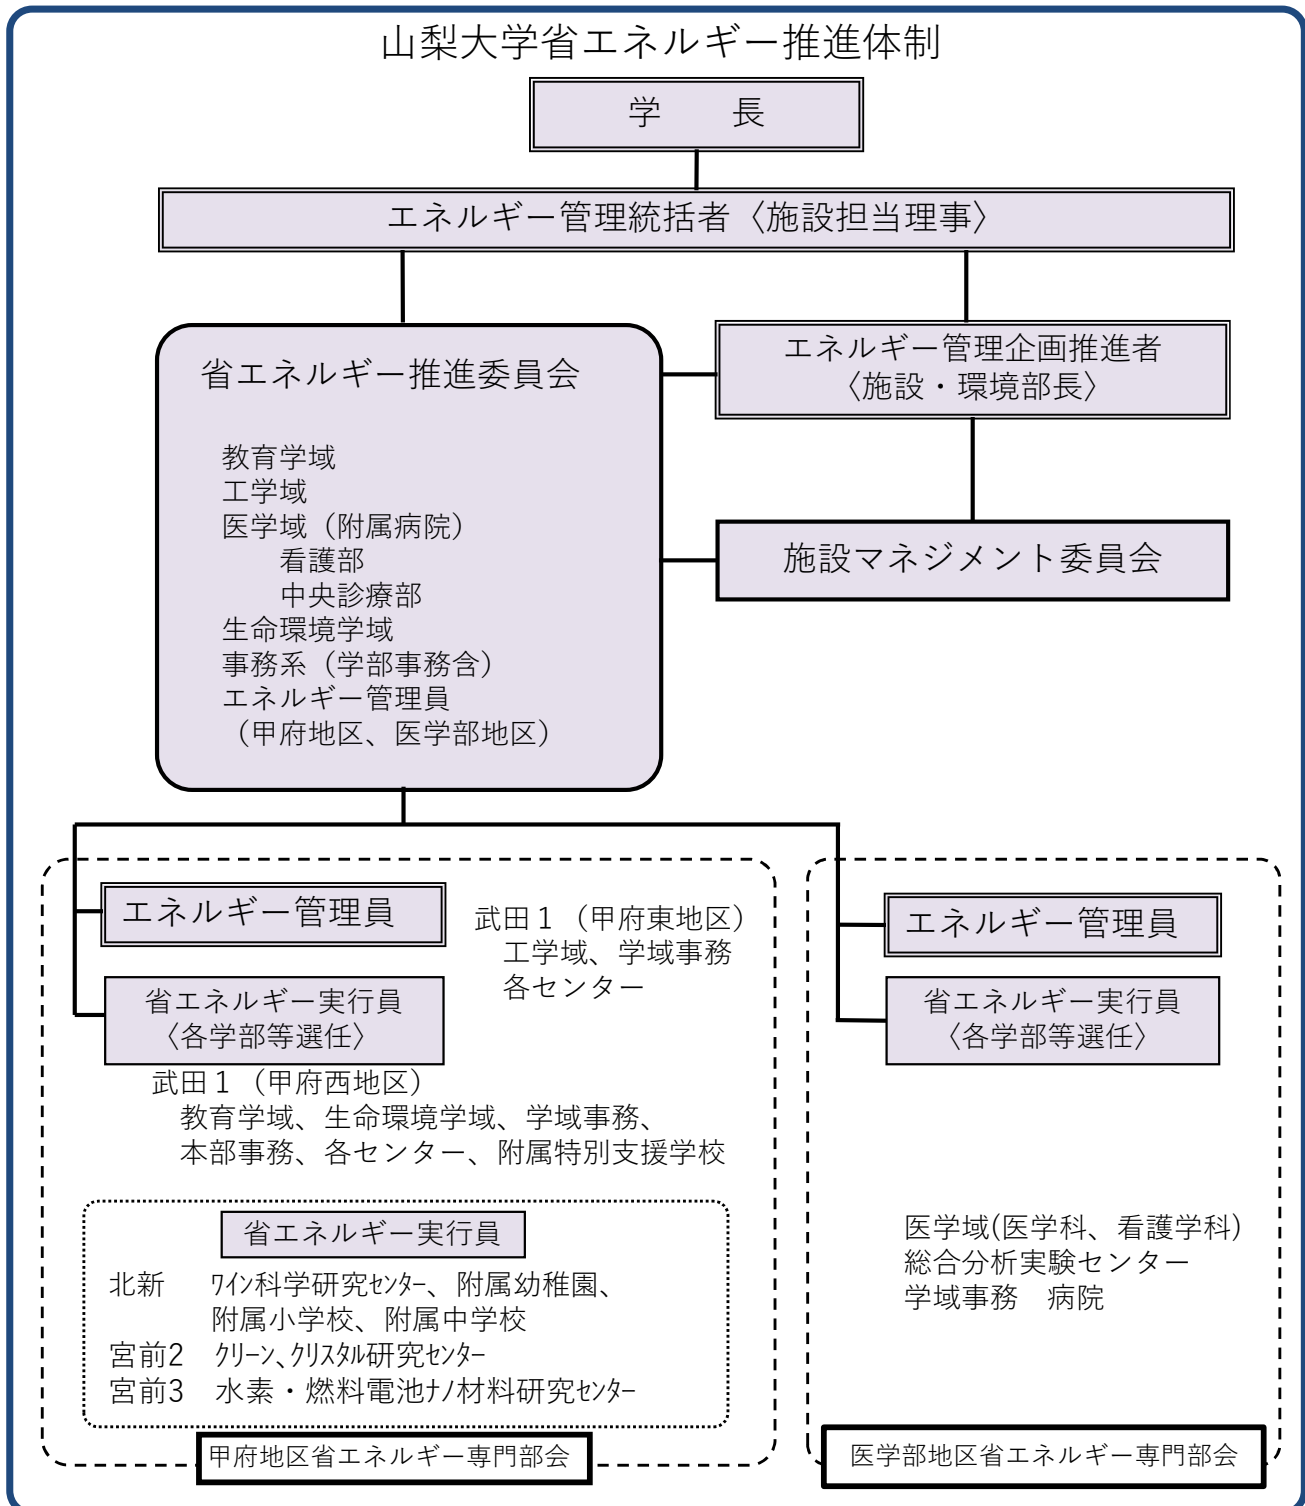 山梨大学省エネルギー推進体制
学　　長
エネルギー管理統括者〈施設担当理事〉
省エネルギー推進委員会
教育学域
工学域
医学域（附属病院）
看護部
中央診療部
生命環境学域
事務系（学部事務含）
エネルギー管理員
（甲府地区、医学部地区）
エネルギー管理企画推進者
〈施設・環境部長〉
施設マネジメント委員会
エネルギー管理員
省エネルギー実行員
〈各学部等選任〉
武田１（甲府東地区）
工学域、学域事務
各センター
武田１（甲府西地区）
教育学域、生命環境学域、学域事務、
本部事務、各センター、附属特別支援学校
省エネルギー実行員
北新　ﾜｲﾝ科学研究ｾﾝﾀｰ、附属幼稚園、
附属小学校、附属中学校
宮前2　ｸﾘｰﾝ､ｸﾘｽﾀﾙ研究ｾﾝﾀｰ
宮前3　水素・燃料電池ﾅﾉ材料研究ｾﾝﾀｰ
甲府地区省エネルギー専門部会
エネルギー管理員
省エネルギー実行員
〈各学部等選任〉
医学域(医学科、看護学科)
総合分析実験センター
学域事務　病院
医学部地区省エネルギー専門部会